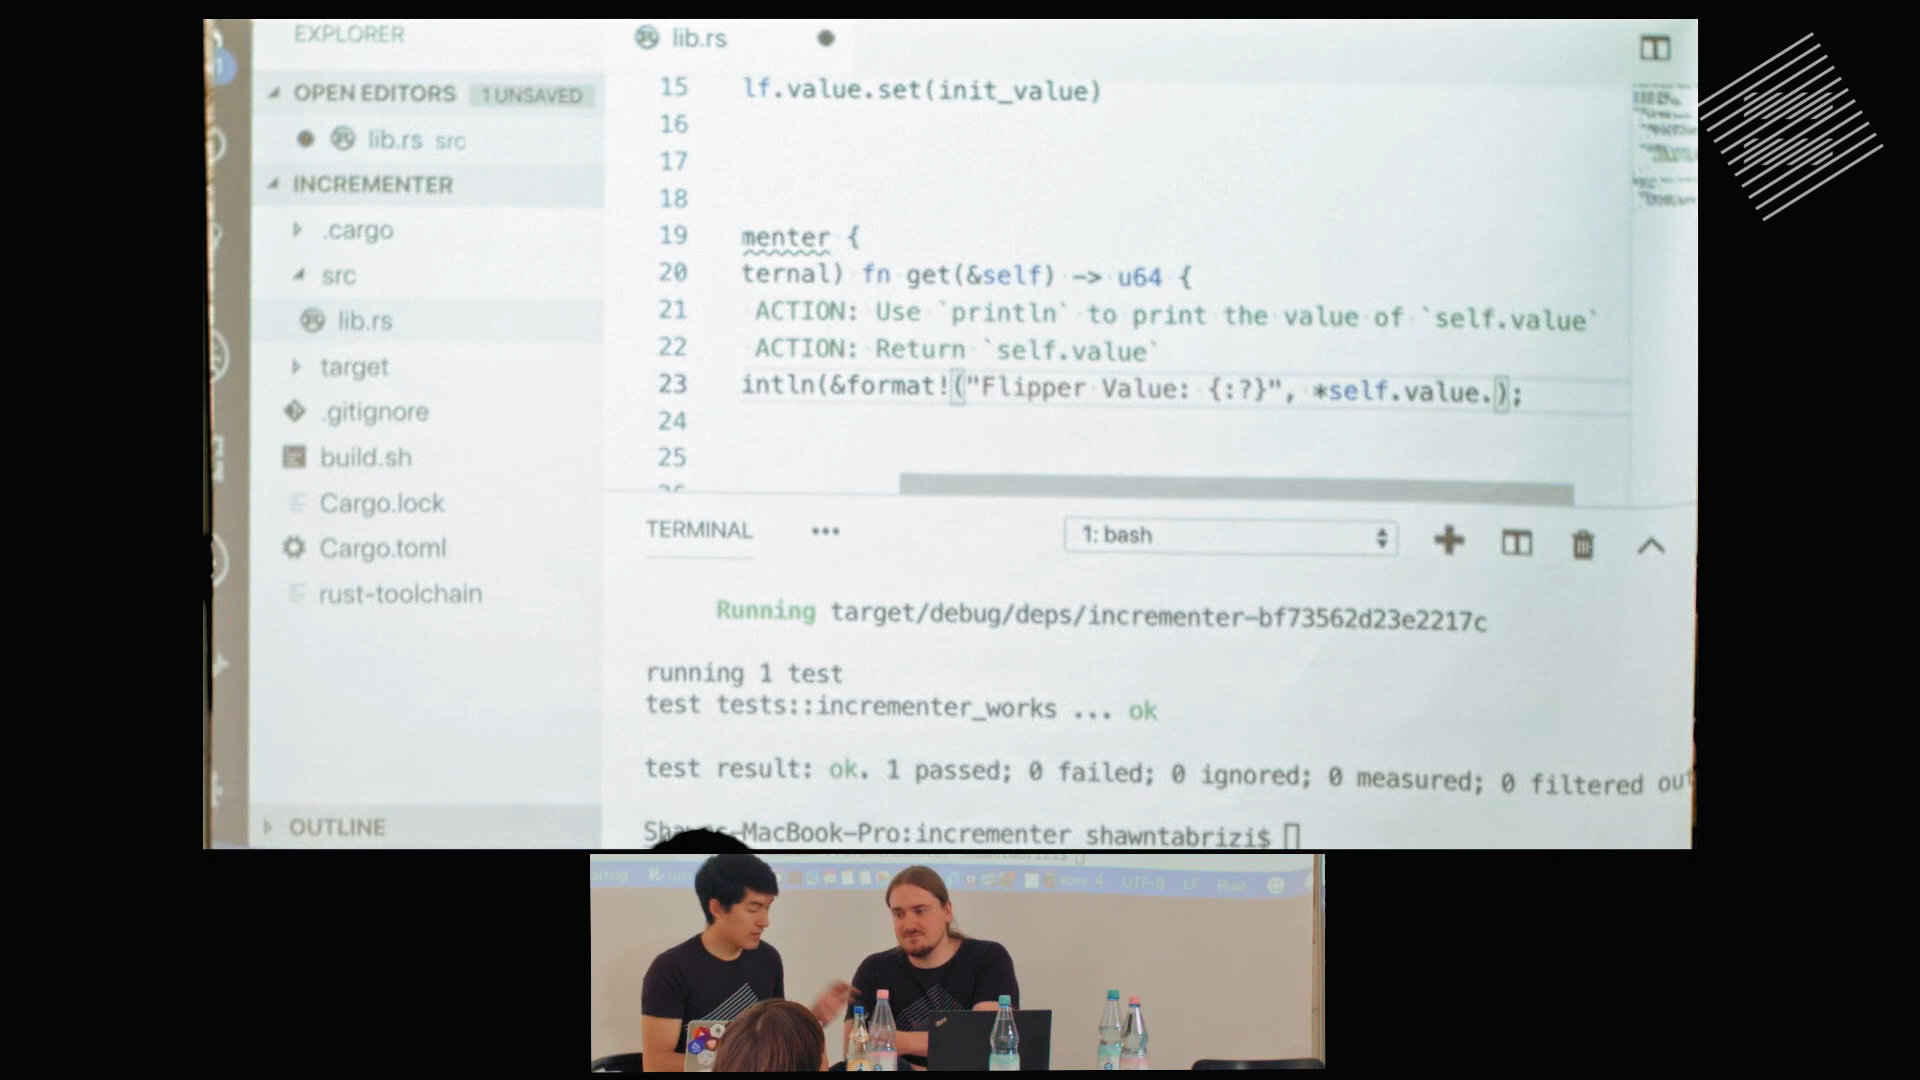 EXPLORER
OPEN EDITORS 1 UNSAVED
lib.rs src
INCREMENTER
.cargo
src
lib.rs
target
.gitignore
build.sh
Cargo.lock
Cargo.toml
rust-toolchain
OUTLINE
lib.rs
15 lf.value.set(init_value)
16
17
18
19 menter {
20 ternal) fn get(&self) -> u64 {
21 ACTION: Use `println` to print the value of `self.value`
22 ACTION: Return `self.value`
23 intln(&format!("Flipper Value: {:?}", *self.value.);
24
25
TERMINAL ••• 1: bash
Running target/debug/deps/incrementer-bf73562d23e2217c
running 1 test
test tests::incrementer_works ... ok
test result: ok. 1 passed; 0 failed; 0 ignored; 0 measured; 0 filtered out
MacBook-Pro:incrementer shawntabrizi$
UTF-8 LF Rust